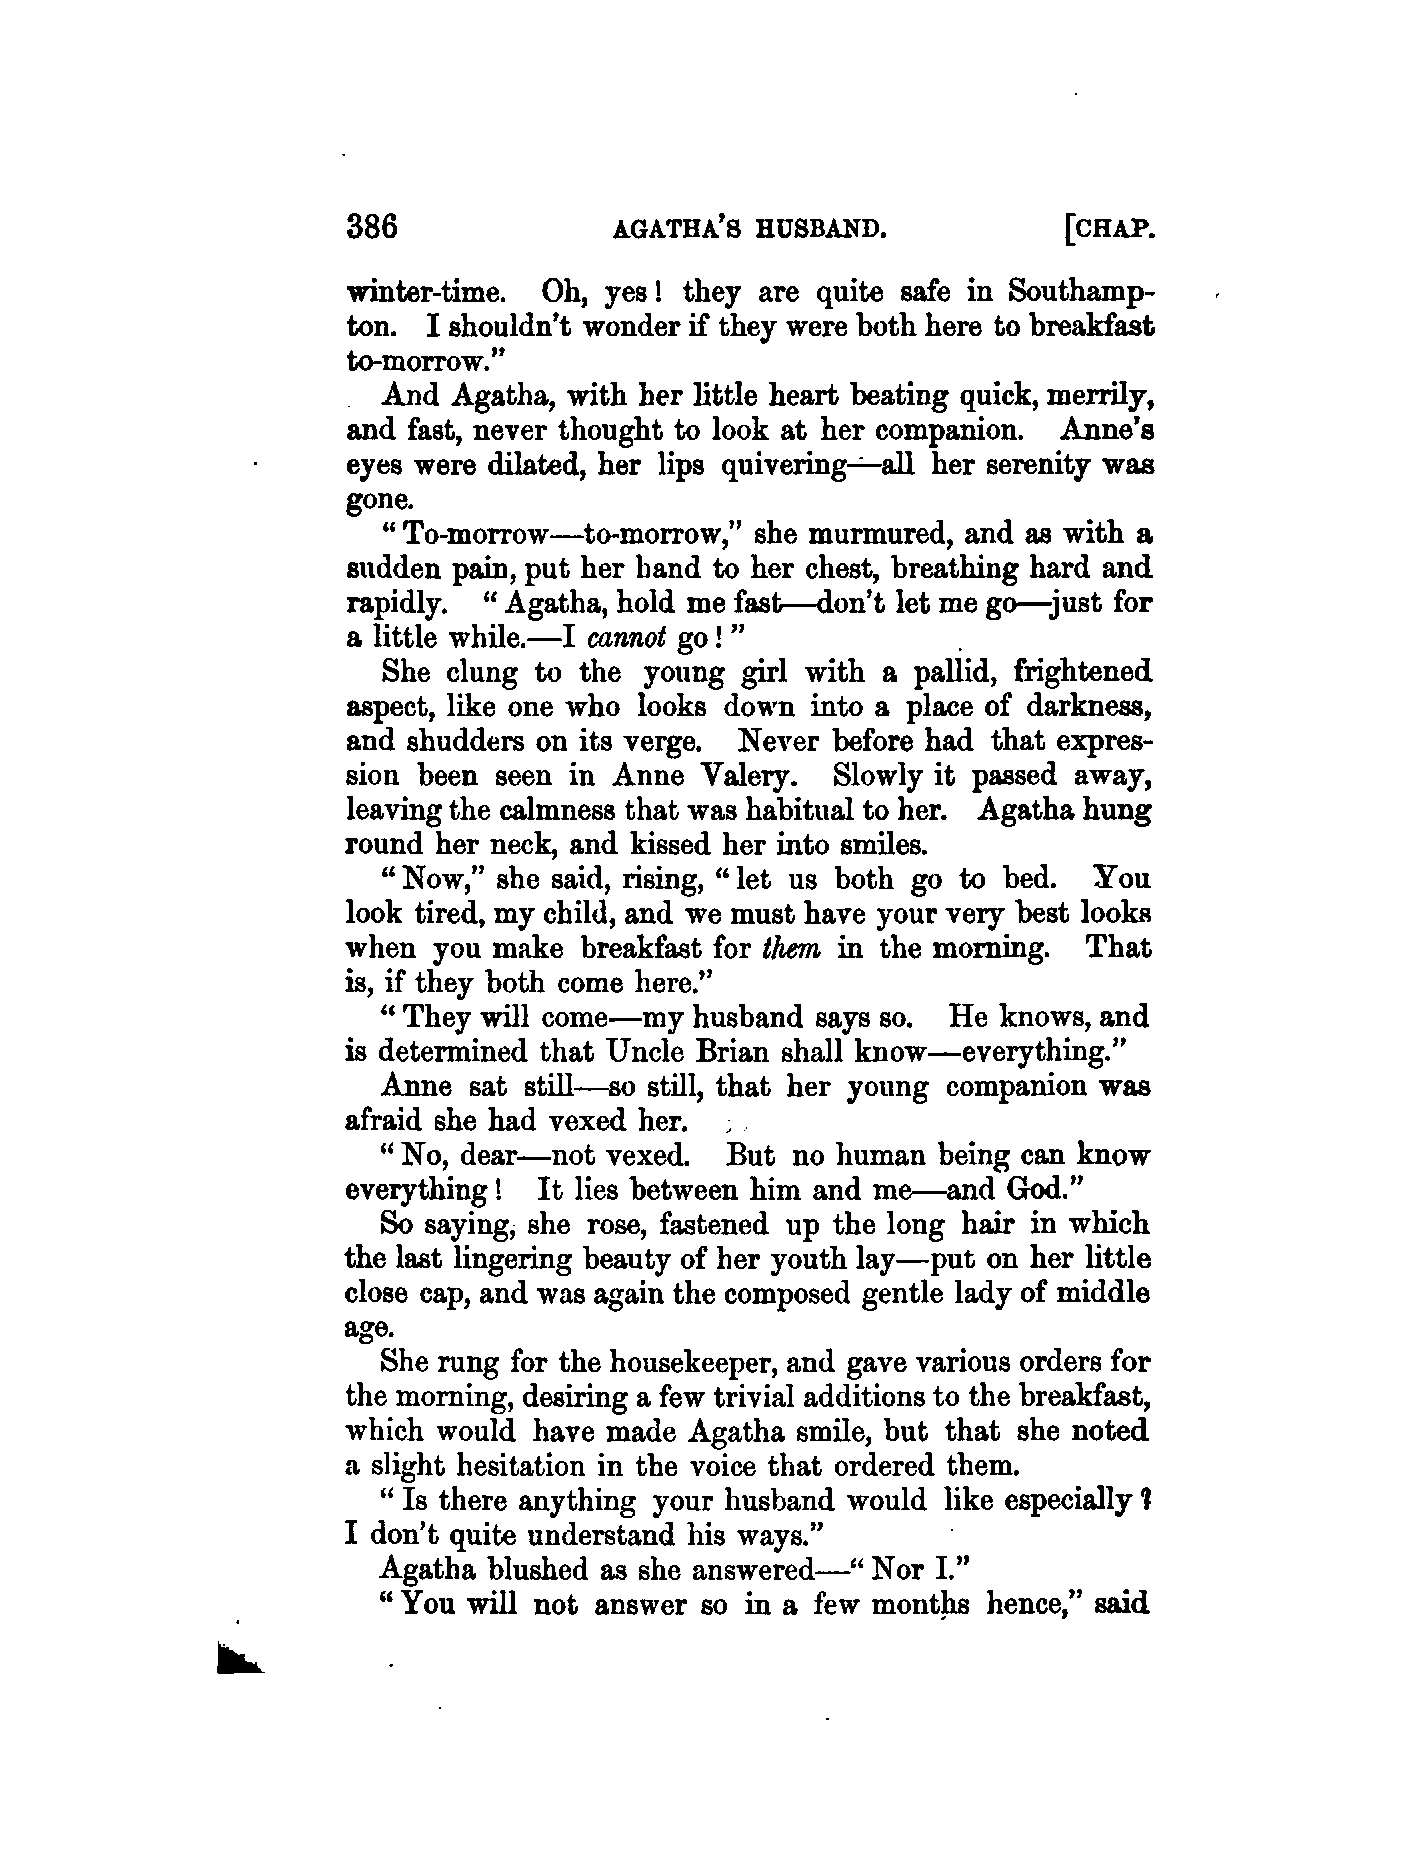 386 AGATHA'S HUSBAND. [CHAP.
winter-time. Oh, yes! they are quite safe in Southamp-
ton. I shouldn't wonder if they were both here to breakfast
to-morrow."
And Agatha, with her little heart beating quick, merrily,
and fast, never thought to look at her companion. Anne's
eyes were dilated, her lips quivering—all her serenity was
gone.
"To-morrow—to-morrow," she murmured, and as with a
sudden pain, put her hand to her chest, breathing hard and
rapidly. "Agatha, hold me fast—don't let me go—just for
a little while.—I cannot go!"
She clung to the young girl with a pallid, frightened
aspect, like one who looks down into a place of darkness,
and shudders on its verge. Never before had that expres-
sion been seen in Anne Valery. Slowly it passed away,
leaving the calmness that was habitual to her. Agatha hung
round her neck, and kissed her into smiles.
"Now," she said, rising, "let us both go to bed. You
look tired, my child, and we must have your very best looks
when you make breakfast for them in the morning. That
is, if they both come here."
"They will come—my husband says so. He knows, and
is determined that Uncle Brian shall know—everything."
Anne sat still—so still, that her young companion was
afraid she had vexed her.
"No, dear—not vexed. But no human being can know
everything! It lies between him and me—and God."
So saying, she rose, fastened up the long hair in which
the last lingering beauty of her youth lay—put on her little
close cap, and was again the composed gentle lady of middle
age.
She rung for the housekeeper, and gave various orders for
the morning, desiring a few trivial additions to the breakfast,
which would have made Agatha smile, but that she noted
a slight hesitation in the voice that ordered them.
"Is there anything your husband would like especially?
I don't quite understand his ways."
Agatha blushed as she answered—"Nor I."
"You will not answer so in a few months hence," said